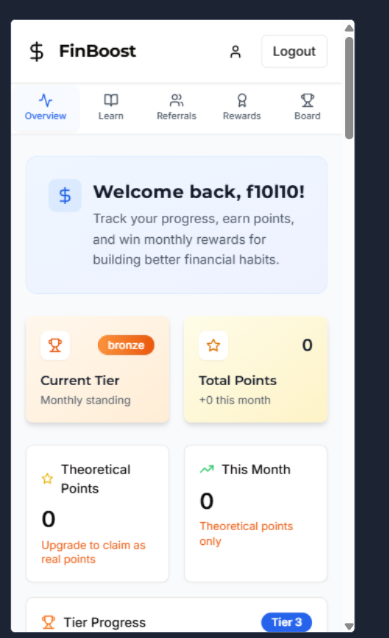 FinBoost
Logout
Overview
Learn
Referrals
Rewards
Board
$
Welcome back, f10l10!
Track your progress, earn points,
and win monthly rewards for
building better financial habits.
bronze
Current Tier
Monthly standing
0
Total Points
+0 this month
Theoretical
Points
0
Upgrade to claim as
real points
This Month
0
Theoretical points
only
Tier Progress
Tier 3